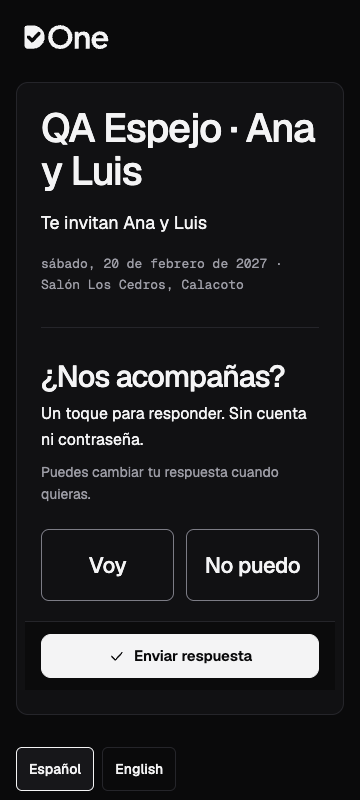 DOne
QA Espejo · Ana
y Luis
Te invitan Ana y Luis
sábado, 20 de febrero de 2027 ·
Salón Los Cedros, Calacoto
¿Nos acompañas?
Un toque para responder. Sin cuenta
ni contraseña.
Puedes cambiar tu respuesta cuando
quieras.
Voy
No puedo
Enviar respuesta
Español
English